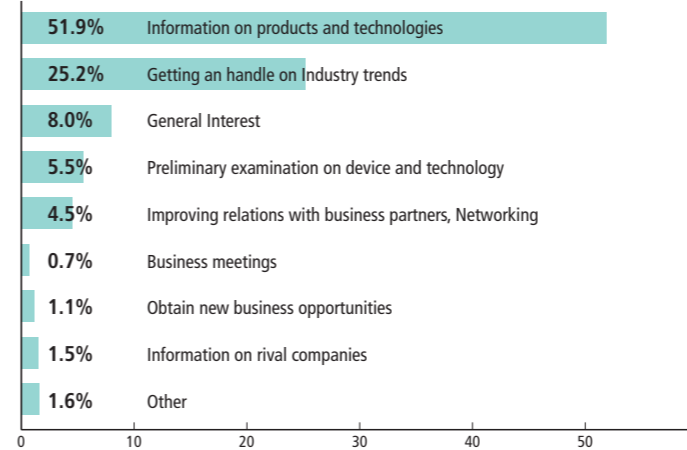 51.9% Information on products and technologies
25.2% Getting an handle on Industry trends
8.0% General Interest
5.5% Preliminary examination on device and technology
4.5% Improving relations with business partners, Networking
0.7% Business meetings
1.1% Obtain new business opportunities
1.5% Information on rival companies
1.6% Other
0 10 20 30 40 50